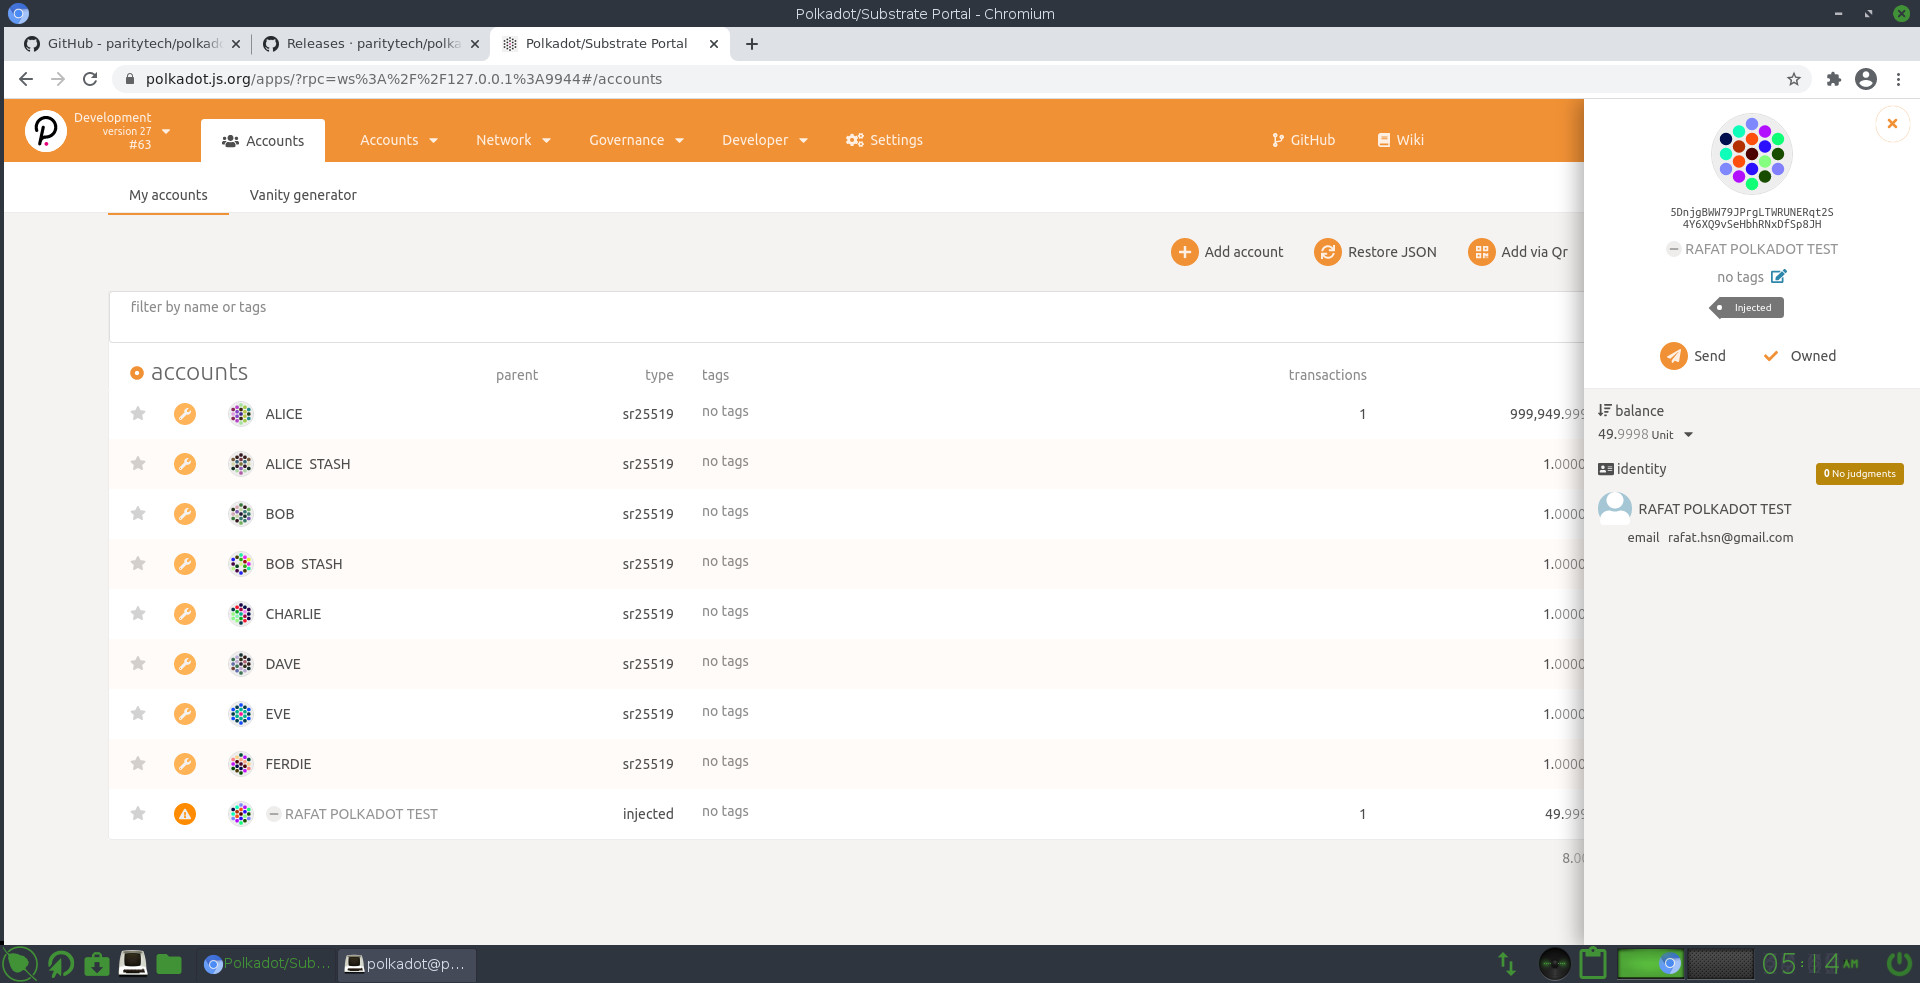 Polkadot/Substrate Portal - Chromium
GitHub - paritytech/polkad
Releases · paritytech/polka
Polkadot/Substrate Portal
polkadot.js.org/apps/?rpc=ws%3A%2F%2F127.0.0.1%3A9944#/accounts
Development
version 27
#63
Accounts
Accounts
Network
Governance
Developer
Settings
GitHub
Wiki
My accounts
Vanity generator
Add account
Restore JSON
Add via Qr
filter by name or tags
accounts parent type tags transactions
ALICE sr25519 no tags 1 999,949.999
ALICE STASH sr25519 no tags 1.0000
BOB sr25519 no tags 1.0000
BOB STASH sr25519 no tags 1.0000
CHARLIE sr25519 no tags 1.0000
DAVE sr25519 no tags 1.0000
EVE sr25519 no tags 1.0000
FERDIE sr25519 no tags 1.0000
RAFAT POLKADOT TEST injected no tags 1 49.999
8.00
5DnjgBWW79JPrgLTWRUNERqt2S
4Y6XQ9vSeHbhRNxDfSp8JH
RAFAT POLKADOT TEST
no tags
Injected
Send
Owned
balance
49.9998 Unit
identity
0 No judgments
RAFAT POLKADOT TEST
email rafat.hsn@gmail.com
Polkadot/Sub...
polkadot@p...
05:14 AM